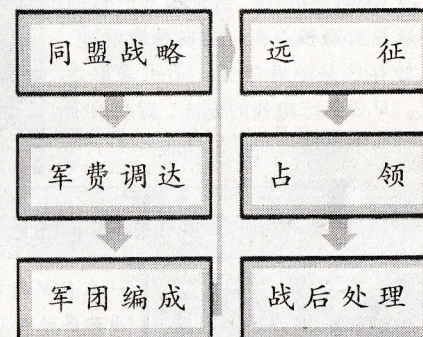 同盟战略
军费调达
军团编成
远征
占领
战后处理